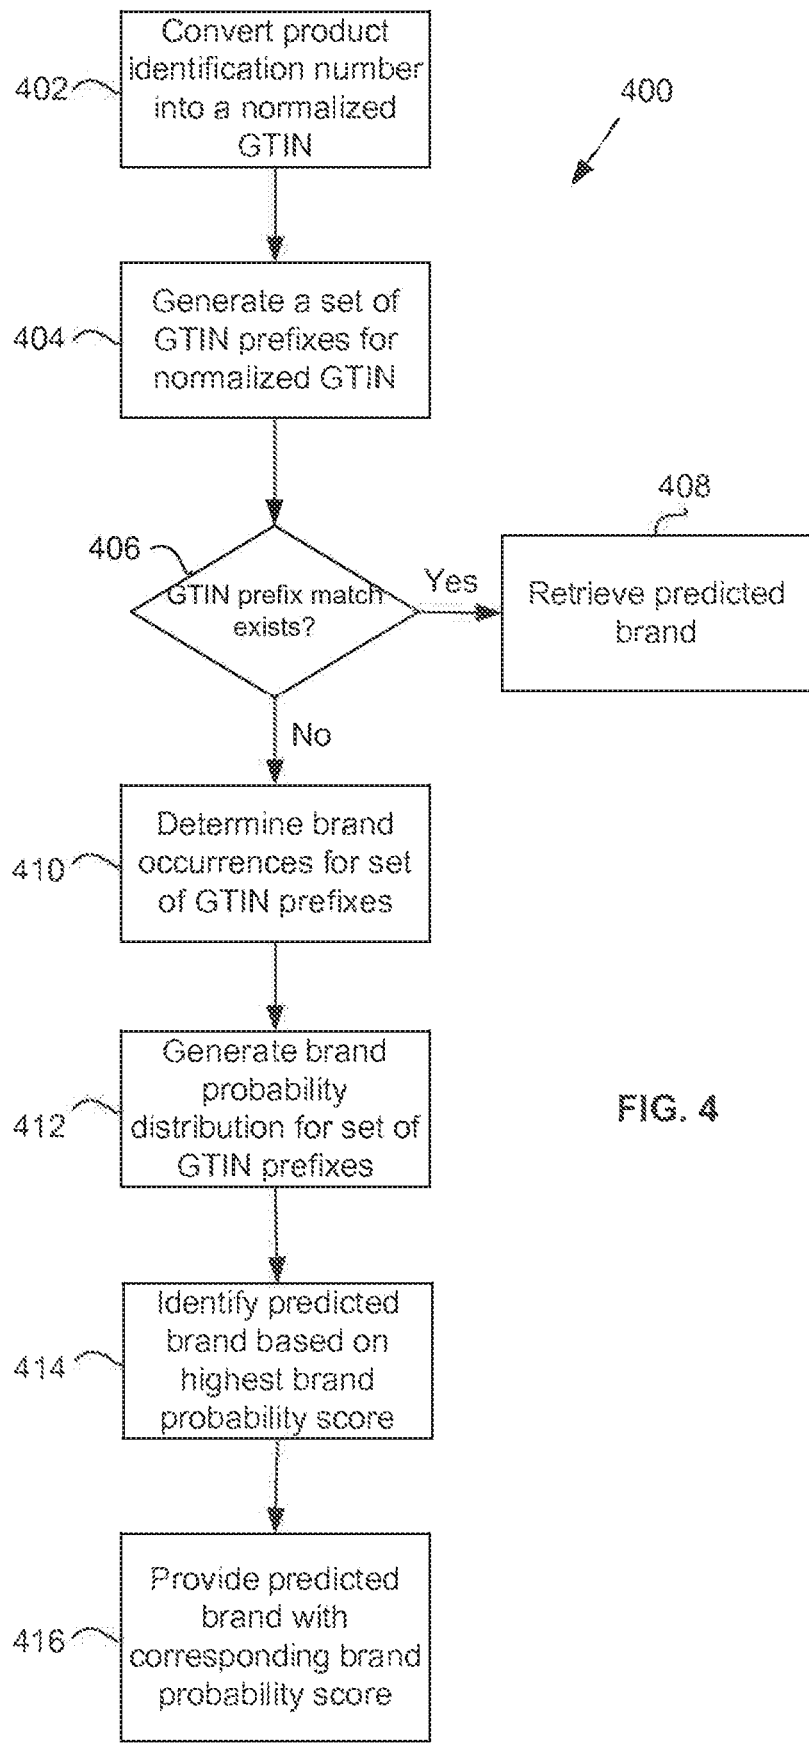 Convert product
identification number
into a normalized
GTIN
402
400
Generate a set of
GTIN prefixes for
normalized GTIN
404
408
406
GTIN prefix match
exists?
Yes
Retrieve predicted
brand
No
Determine brand
occurrences for set
of GTIN prefixes
410
Generate brand
probability
distribution for set of
GTIN prefixes
412
FIG. 4
Identify predicted
brand based on
highest brand
probability score
414
Provide predicted
brand with
corresponding brand
probability score
416